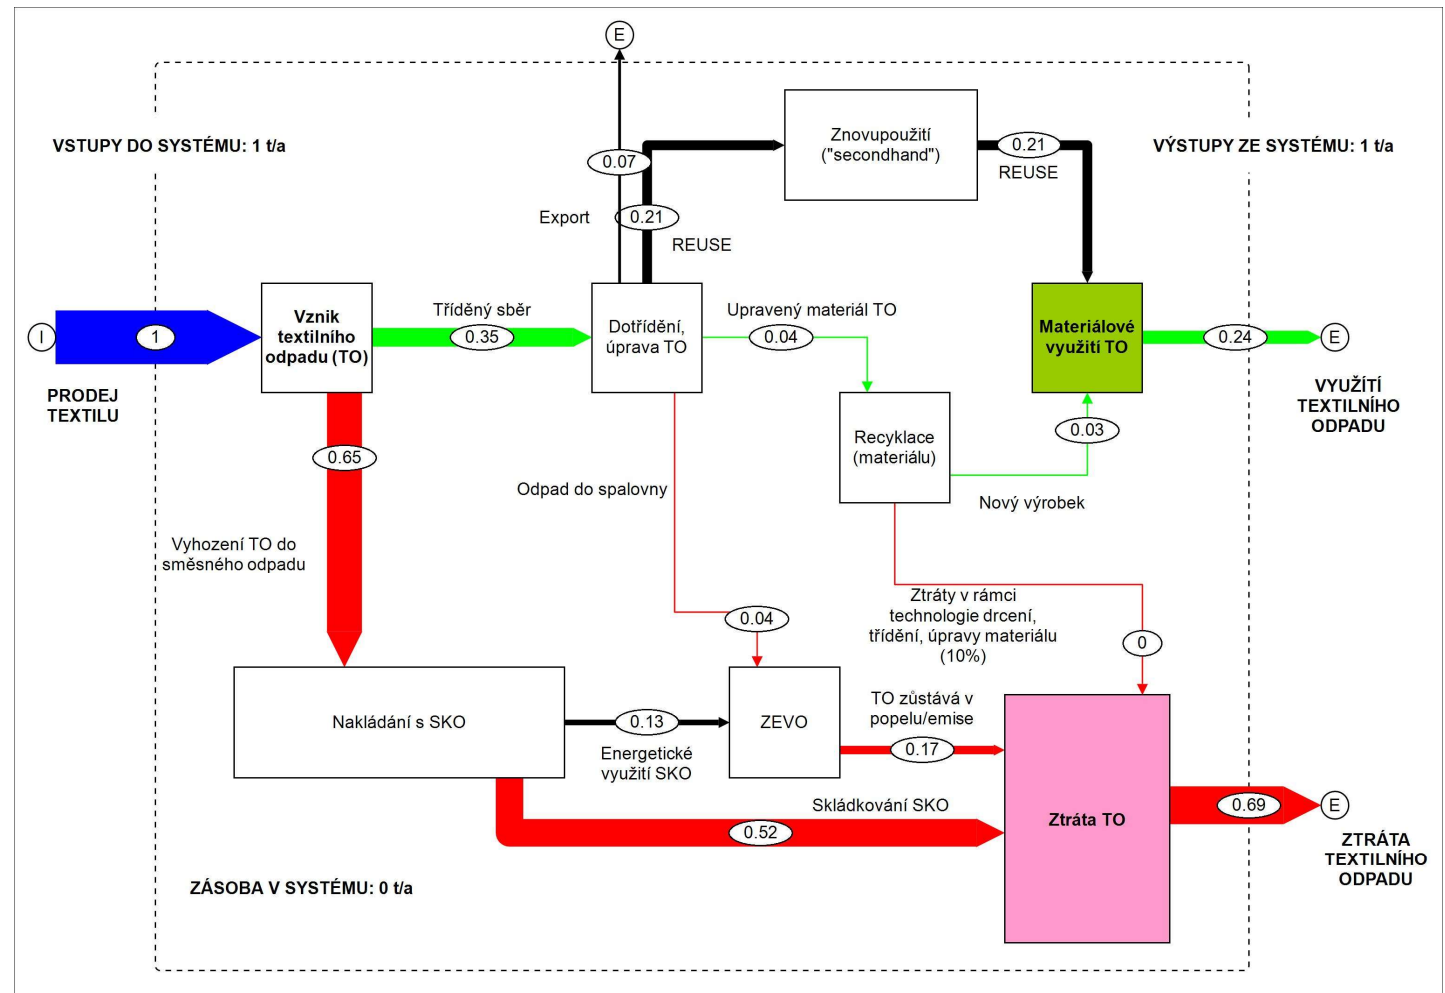 E
VSTUPY DO SYSTÉMU: 1 t/a
Znovupoužití
("secondhand")
0.21
REUSE
VÝSTUPY ZE SYSTÉMU: 1 t/a
0.07
Export
0.21
REUSE
I
1
PRODEJ
TEXTILU
Vznik
textilního
odpadu (TO)
Tříděný sběr
0.35
Dotřídění,
úprava TO
Upravený materiál TO
0.04
Materiálové
využití TO
0.24
E
VYUŽÍTÍ
TEXTILNÍHO
ODPADU
0.65
Recyklace
(materiálu)
0.03
Nový výrobek
Odpad do spalovny
Vyhození TO do
směsného odpadu
Ztráty v rámci
technologie drcení,
třídění, úpravy materiálu
(10%)
0
0.04
Nakládání s SKO
0.13
Energetické
využití SKO
ZEVO
TO zůstává v
popelu/emise
0.17
Skládkování SKO
0.52
Ztráta TO
0.69
E
ZTRÁTA
TEXTILNÍHO
ODPADU
ZÁSOBA V SYSTÉMU: 0 t/a